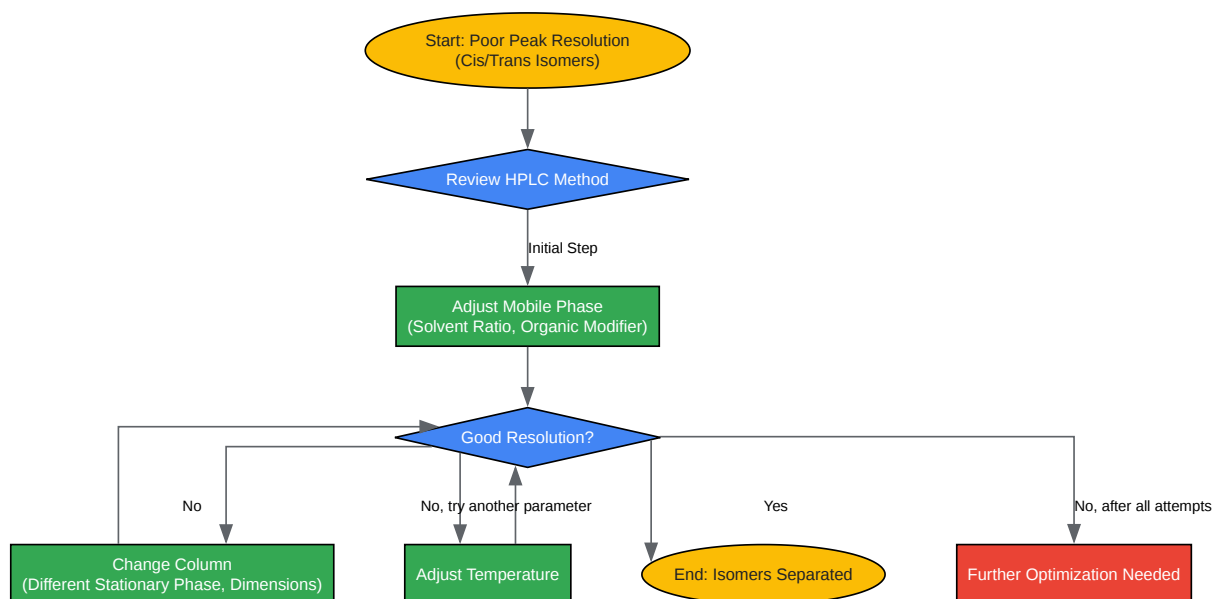 Start: Poor Peak Resolution
(Cis/Trans Isomers)
Review HPLC Method
Initial Step
Adjust Mobile Phase
(Solvent Ratio, Organic Modifier)
Good Resolution?
No
No, try another parameter
Yes
No, after all attempts
Change Column
(Different Stationary Phase, Dimensions)
Adjust Temperature
End: Isomers Separated
Further Optimization Needed